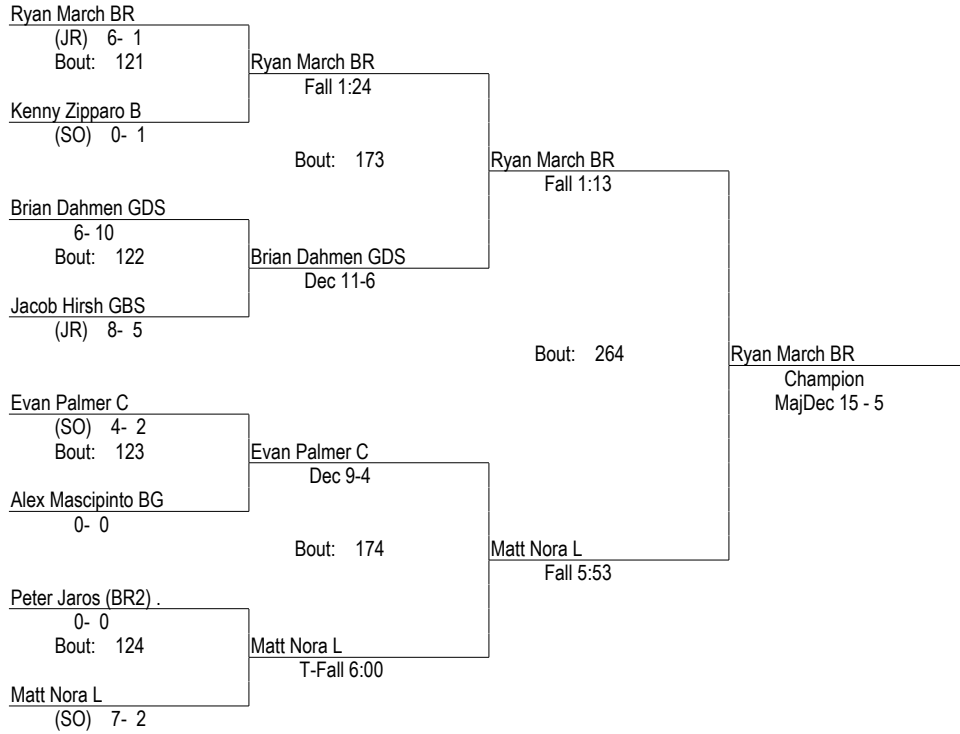 Ryan March BR
(JR) 6- 1
Bout: 121
Ryan March BR
Fall 1:24
Kenny Zipparo B
(SO) 0- 1
Bout: 173
Ryan March BR
Fall 1:13
Brian Dahmen GDS
6- 10
Bout: 122
Brian Dahmen GDS
Dec 11-6
Jacob Hirsh GBS
(JR) 8- 5
Bout: 264
Ryan March BR
Champion
MajDec 15 - 5
Evan Palmer C
(SO) 4- 2
Bout: 123
Evan Palmer C
Dec 9-4
Alex Mascipinto BG
0- 0
Bout: 174
Matt Nora L
Fall 5:53
Peter Jaros (BR2) .
0- 0
Bout: 124
Matt Nora L
T-Fall 6:00
Matt Nora L
(SO) 7- 2